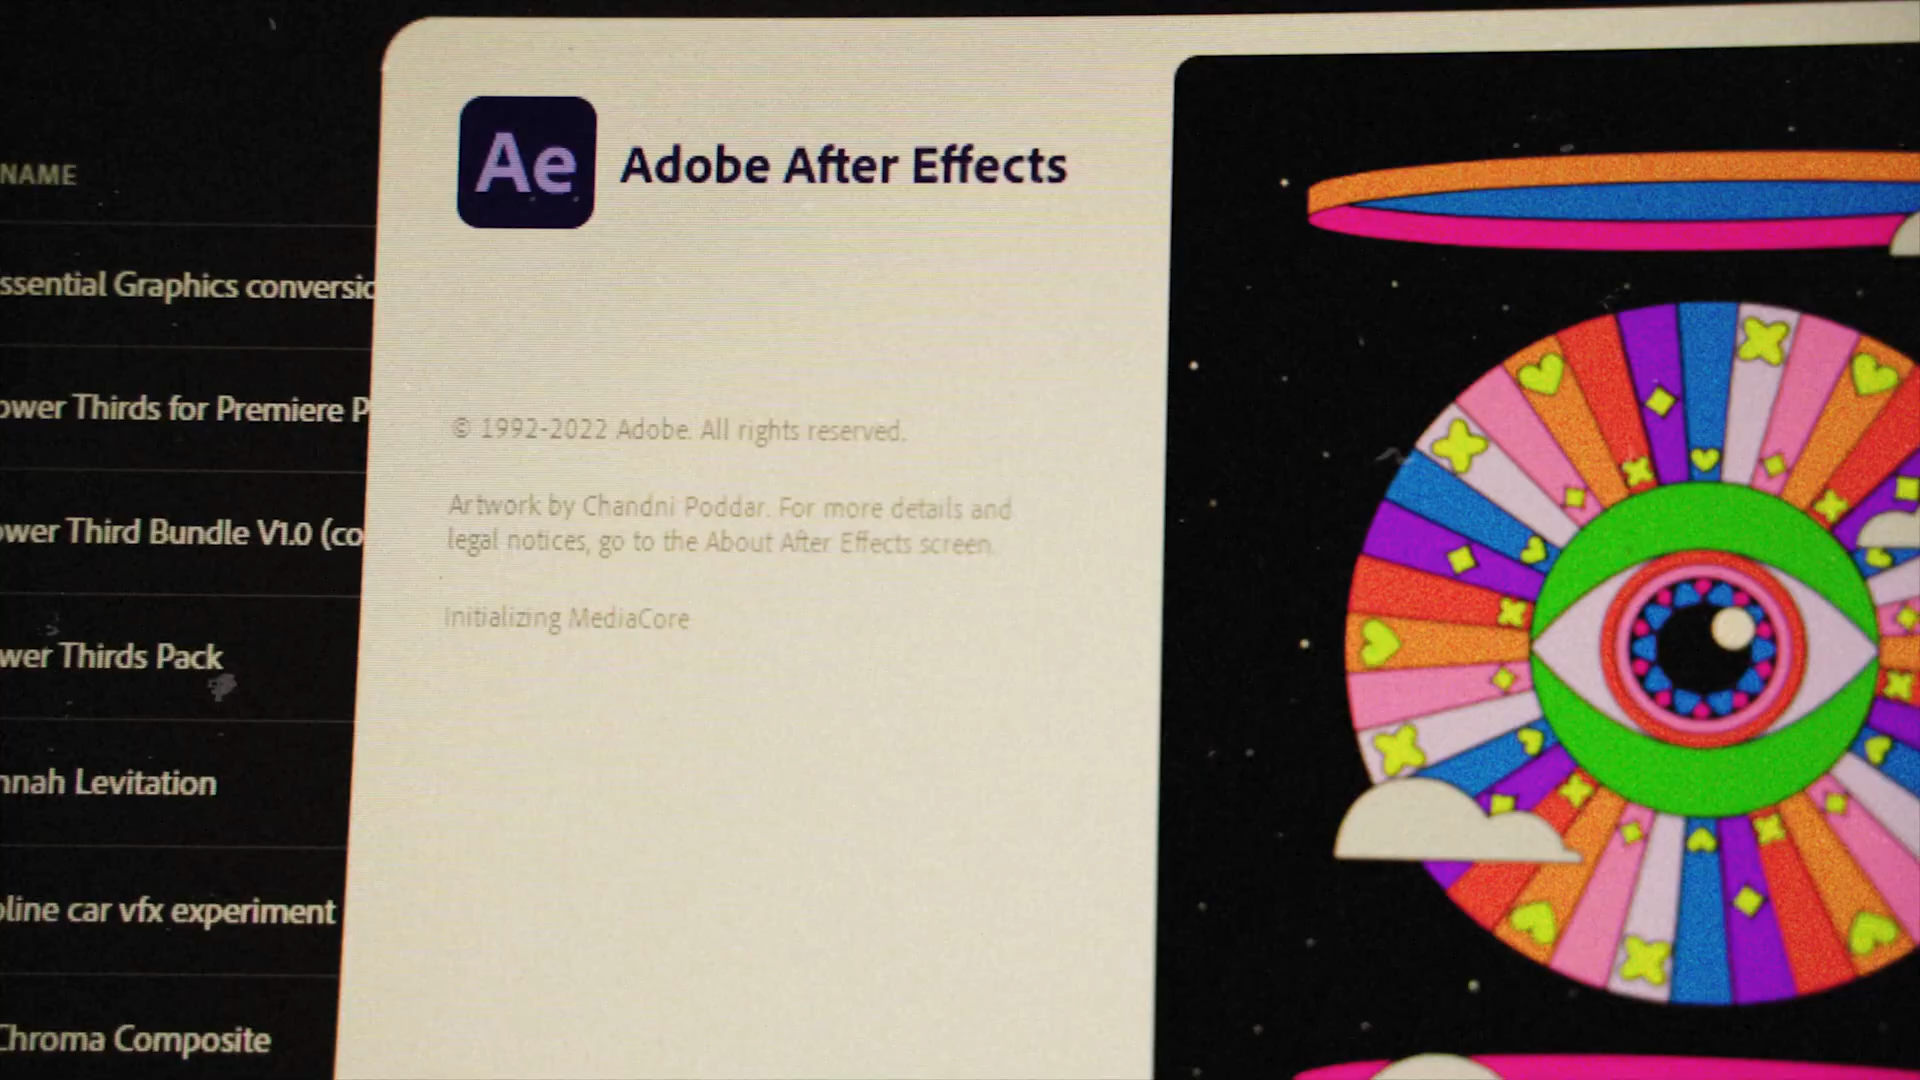 NAME
ssential Graphics conversio
ower Thirds for Premiere P
ower Third Bundle V1.0 (co
wer Thirds Pack
nnah Levitation
oline car vfx experiment
Chroma Composite
Ae
Adobe After Effects
© 1992-2022 Adobe. All rights reserved.
Artwork by Chandni Poddar. For more details and
legal notices, go to the About After Effects screen.
Initializing MediaCore